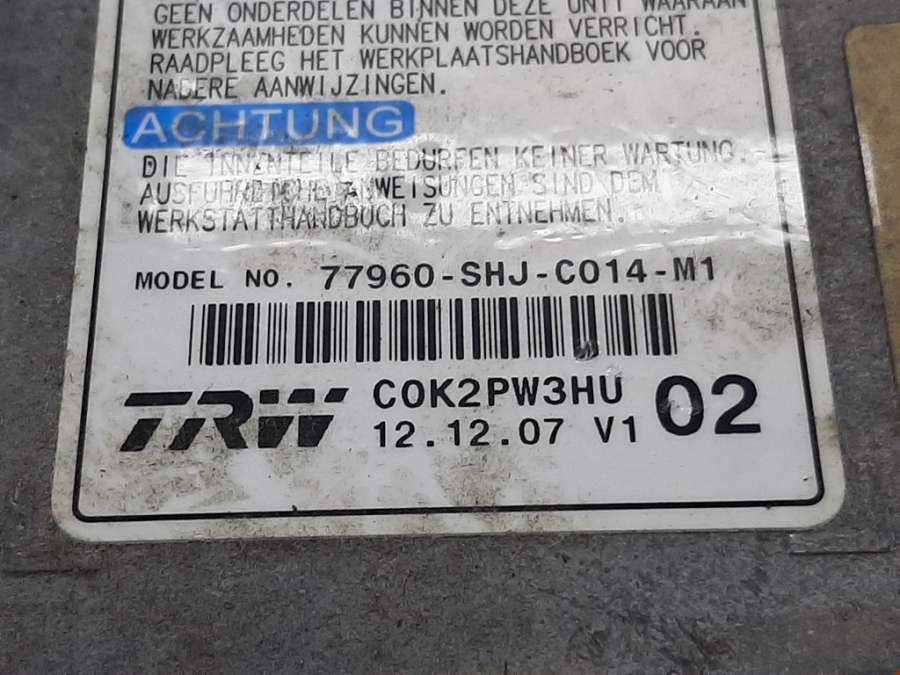 GEEN ONDERDELEN BINNEN DEZE UNIT WAARAAN
WERKZAAMHEDEN KUNNEN WORDEN VERRICHT.
RAADPLEEG HET WERKPLAATSHANDBOEK VOOR
NADERE AANWIJZINGEN.
ACHTUNG
DIE INNENTEILE BEDURFEN KEINER WARTUNG.
AUSFUHRLICHE ANWEISUNGEN SIND DEM
WERKSTATTHANDBUCH ZU ENTNEHMEN.
MODEL NO. 77960-SHJ-C014-M1
TRW C0K2PW3HU 02
12.12.07 V1